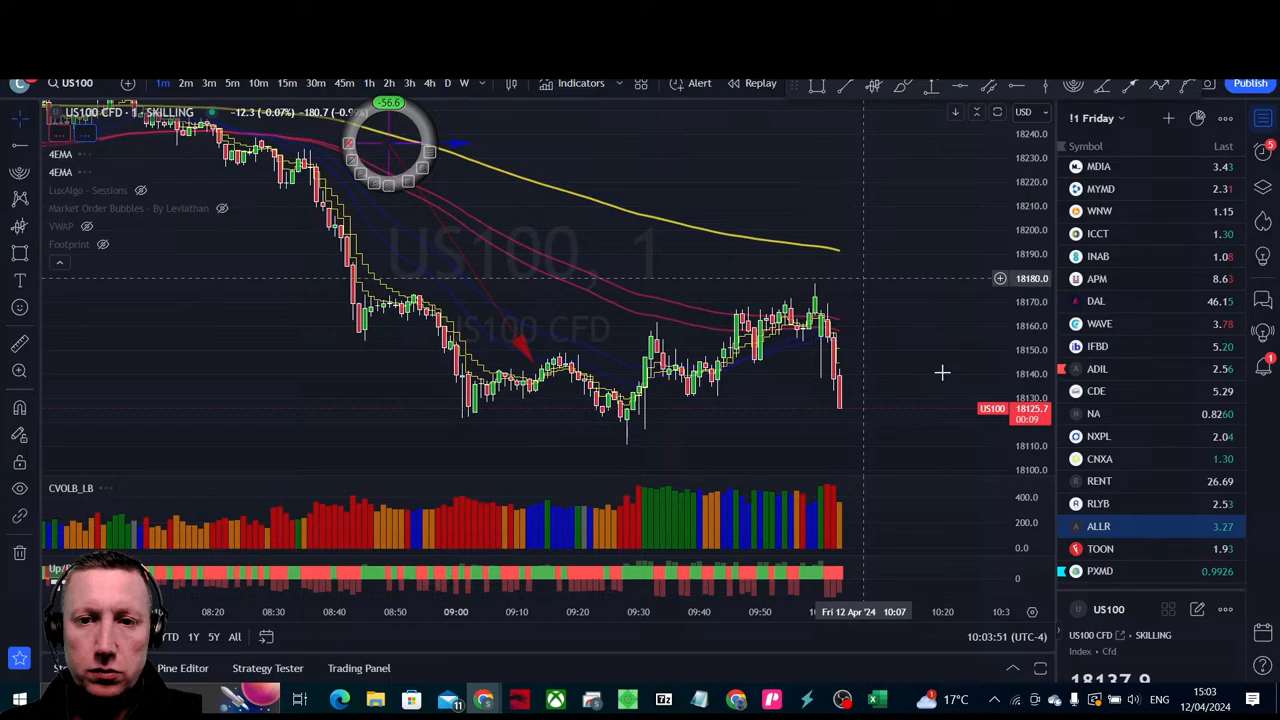 US100
1m 2m 3m 5m 10m 15m 30m 45m 1h 2h 3h 4h D W
Indicators
Alert
Replay
Publish
US100 CFD · 1 · SKILLING
−12.3 (−0.07%) −180.7 (−0.9
-56.6
USD
4EMA
4EMA
LuxAlgo - Sessions
Market Order Bubbles - By Leviathan
VWAP
Footprint
US100, 1
US100 CFD
18240.0
18230.0
18220.0
18210.0
18200.0
18190.0
18180.0
18170.0
18160.0
18150.0
18140.0
18130.0
US100 18125.7
00:09
18110.0
18100.0
CVOLB_LB
400.0
200.0
0.0
0
08:20 08:30 08:40 08:50 09:00 09:10 09:20 09:30 09:40 09:50 Fri 12 Apr '24 10:07 10:20 10:3
YTD 1Y 5Y All
10:03:51 (UTC-4)
Pine Editor Strategy Tester Trading Panel
!1 Friday
Symbol Last
MDIA 3.43
MYMD 2.31
WNW 1.15
ICCT 1.30
INAB 1.08
APM 8.63
DAL 46.15
WAVE 3.78
IFBD 5.20
ADIL 2.56
CDE 5.29
NA 0.8260
NXPL 2.04
CNXA 1.30
RENT 26.69
RLYB 2.53
ALLR 3.27
TOON 1.93
PXMD 0.9926
US100
US100 CFD · SKILLING
Index · Cfd
18137.9
5
1
11
17°C
ENG
15:03
12/04/2024